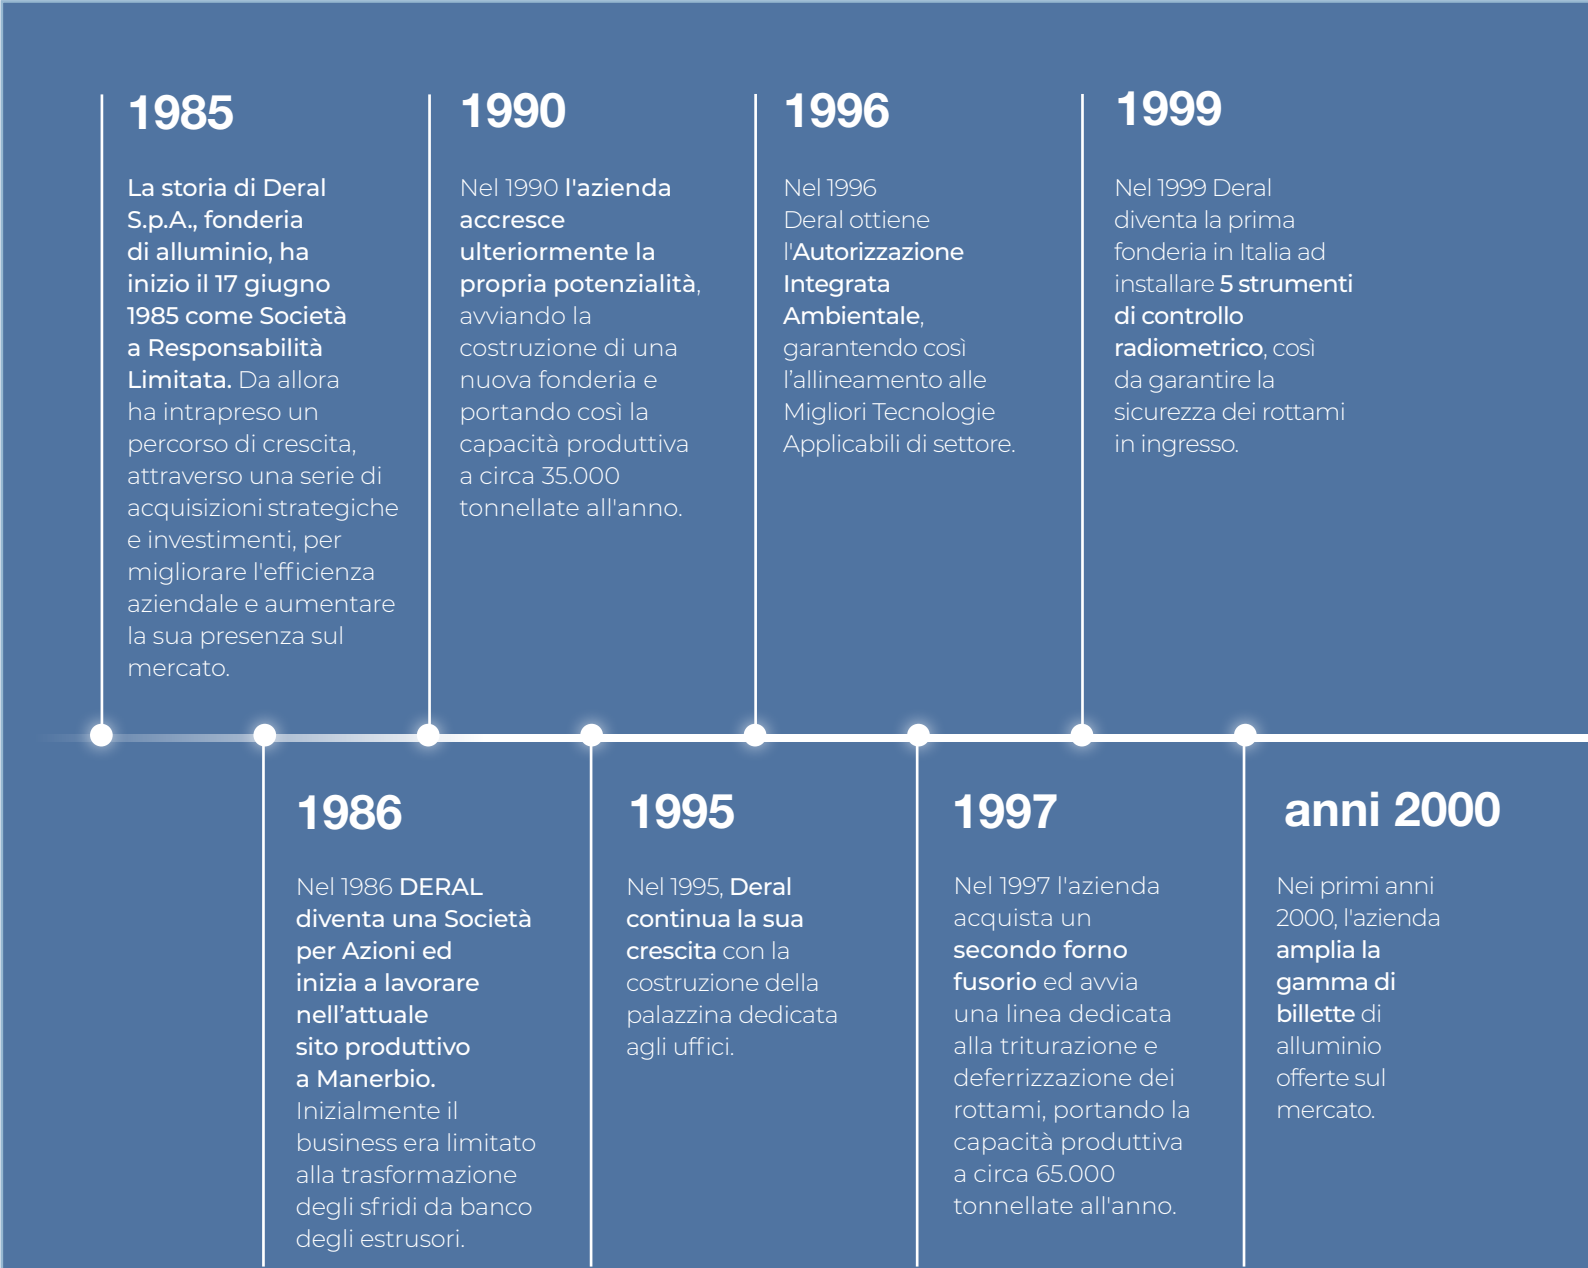 1985
La storia di Deral
S.p.A., fonderia
di alluminio, ha
inizio il 17 giugno
1985 come Società
a Responsabilità
Limitata. Da allora
ha intrapreso un
percorso di crescita,
attraverso una serie di
acquisizioni strategiche
e investimenti, per
migliorare l'efficienza
aziendale e aumentare
la sua presenza sul
mercato.
1986
Nel 1986 DERAL
diventa una Società
per Azioni ed
inizia a lavorare
nell’attuale
sito produttivo
a Manerbio.
Inizialmente il
business era limitato
alla trasformazione
degli sfridi da banco
degli estrusori.
1990
Nel 1990 l'azienda
accresce
ulteriormente la
propria potenzialità,
avviando la
costruzione di una
nuova fonderia e
portando così la
capacità produttiva
a circa 35.000
tonnellate all'anno.
1995
Nel 1995, Deral
continua la sua
crescita con la
costruzione della
palazzina dedicata
agli uffici.
1996
Nel 1996
Deral ottiene
l'Autorizzazione
Integrata
Ambientale,
garantendo così
l’allineamento alle
Migliori Tecnologie
Applicabili di settore.
1997
Nel 1997 l'azienda
acquista un
secondo forno
fusorio ed avvia
una linea dedicata
alla triturazione e
deferrizzazione dei
rottami, portando la
capacità produttiva
a circa 65.000
tonnellate all'anno.
1999
Nel 1999 Deral
diventa la prima
fonderia in Italia ad
installare 5 strumenti
di controllo
radiometrico, così
da garantire la
sicurezza dei rottami
in ingresso.
anni 2000
Nei primi anni
2000, l'azienda
amplia la
gamma di
billette di
alluminio
offerte sul
mercato.